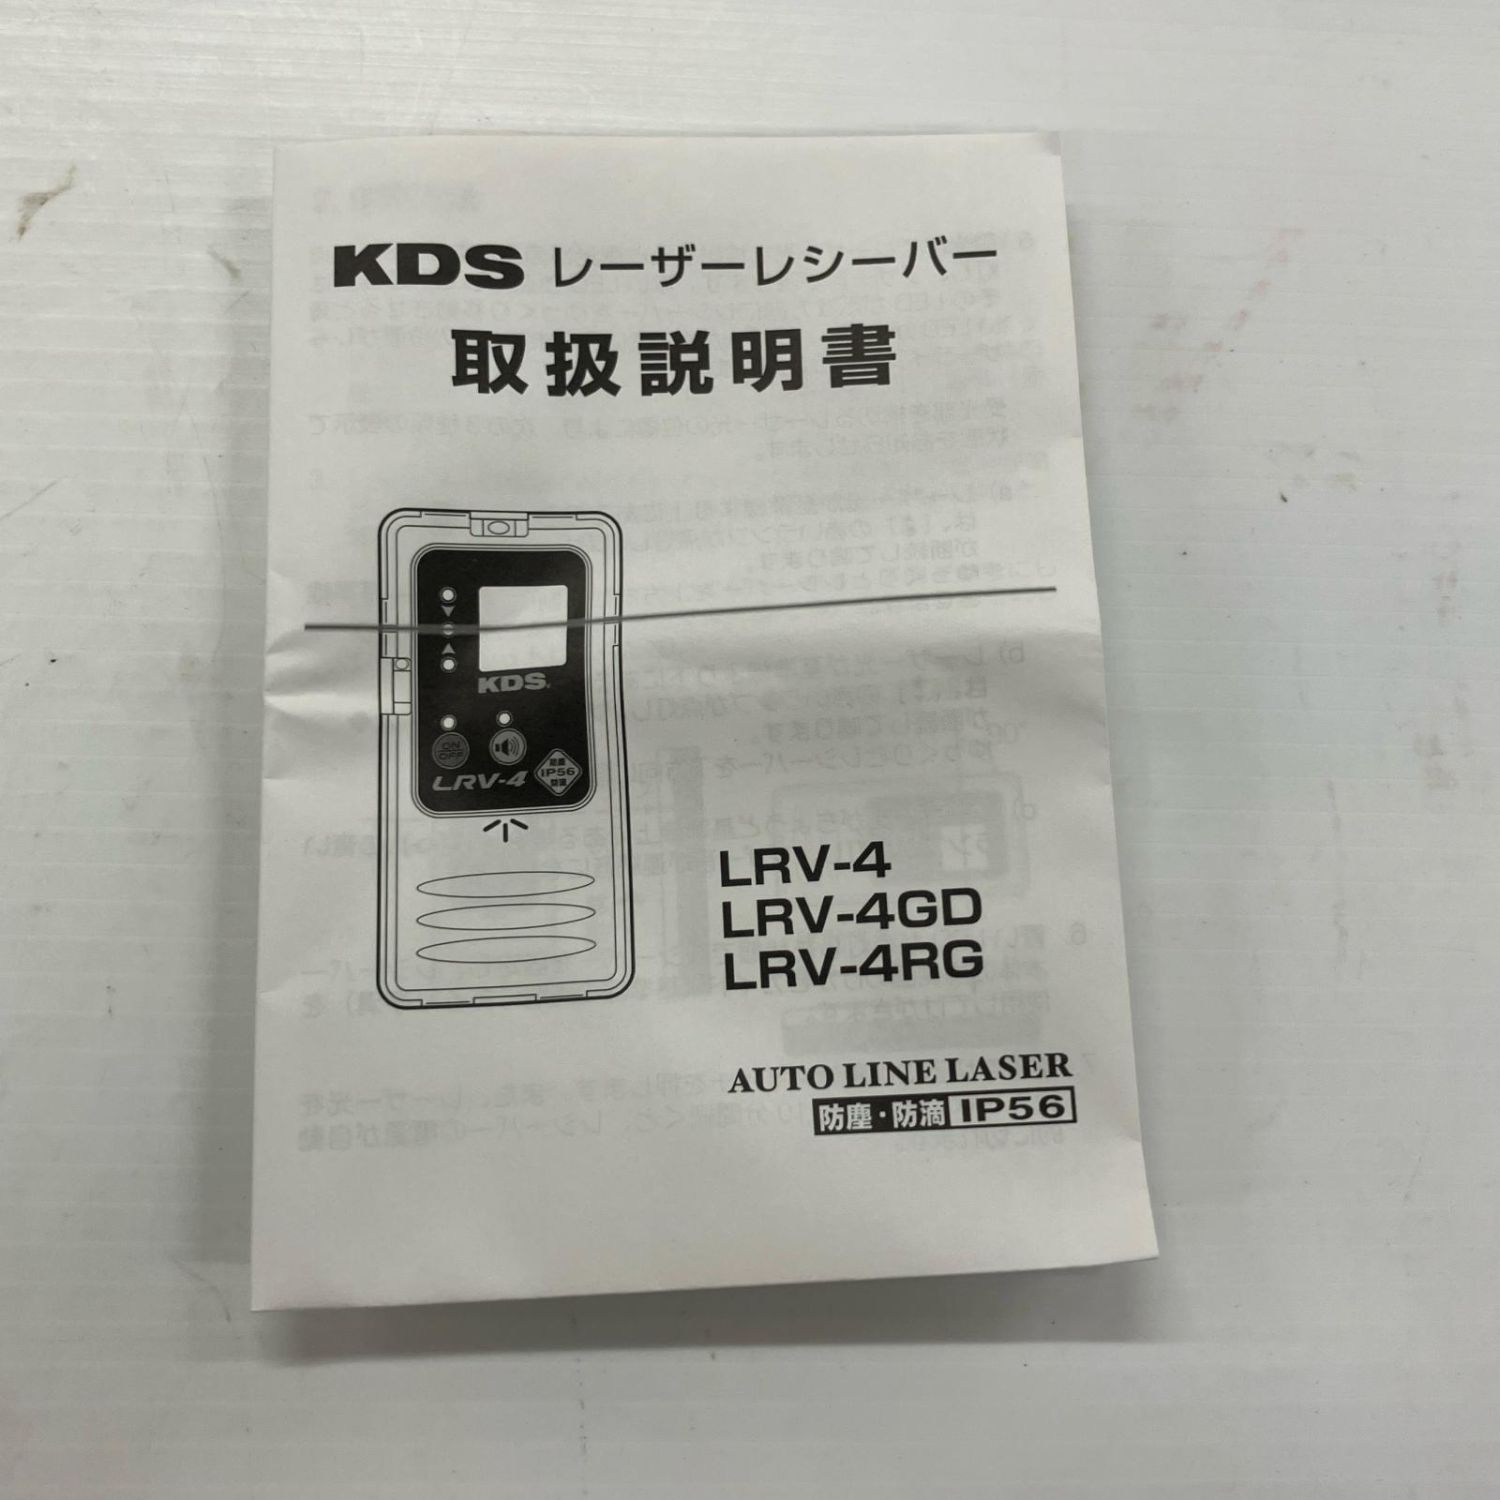 KDS レーザーレシーバー
取扱説明書
KDS
ON
OFF
LRV-4
防塵
IP56
防滴
LRV-4
LRV-4GD
LRV-4RG
AUTO LINE LASER
防塵・防滴 IP56